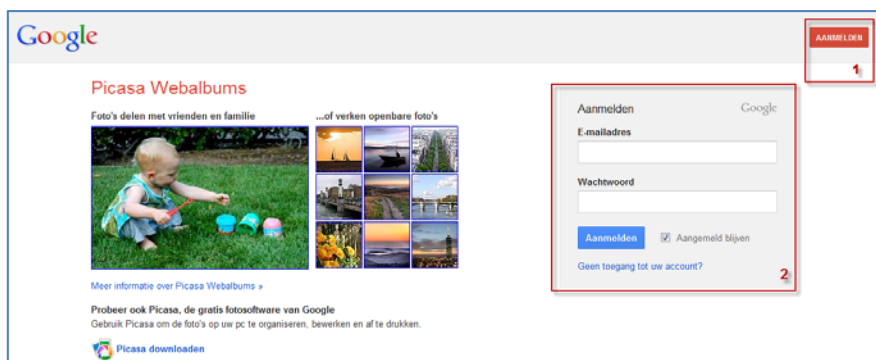 Google
AANMELDEN
1
Picasa Webalbums
Foto's delen met vrienden en familie
...of verken openbare foto's
Meer informatie over Picasa Webalbums »
Probeer ook Picasa, de gratis fotosoftware van Google
Gebruik Picasa om de foto's op uw pc te organiseren, bewerken en af te drukken.
Picasa downloaden
Aanmelden Google
E-mailadres
Wachtwoord
Aanmelden Aangemeld blijven
Geen toegang tot uw account?
2